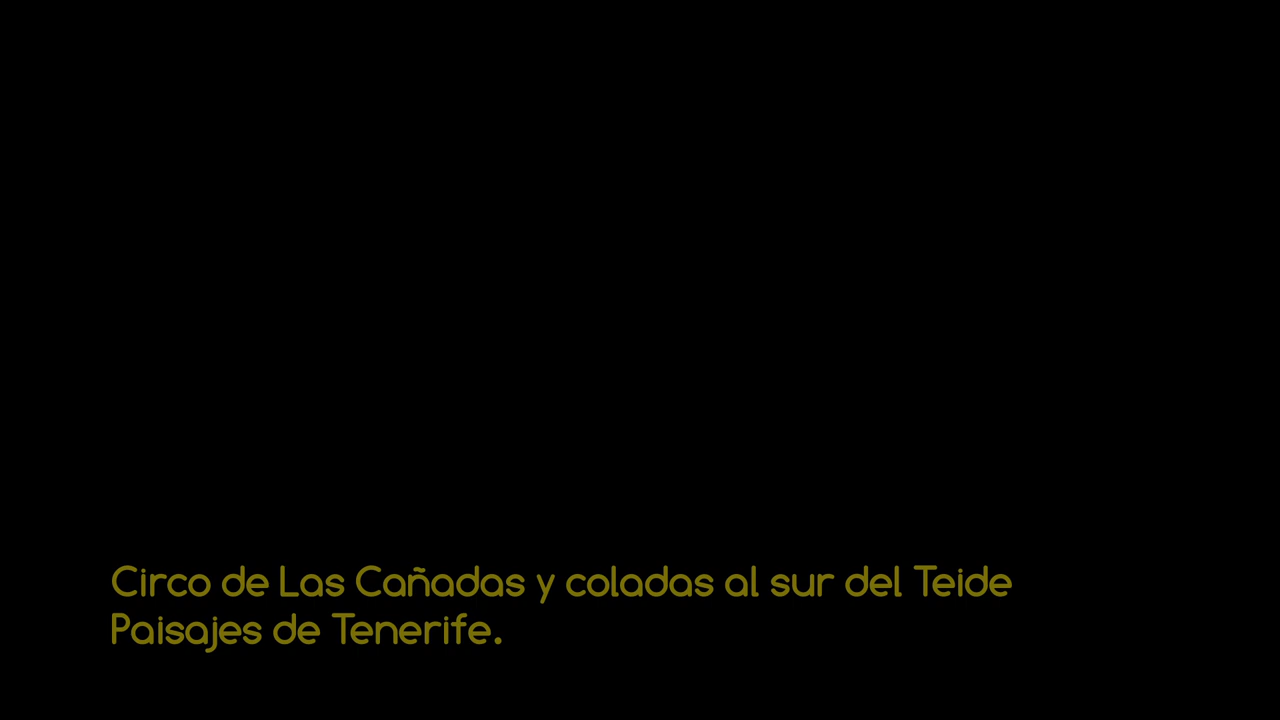 Circo de Las Cañadas y coladas al sur del Teide
Paisajes de Tenerife.